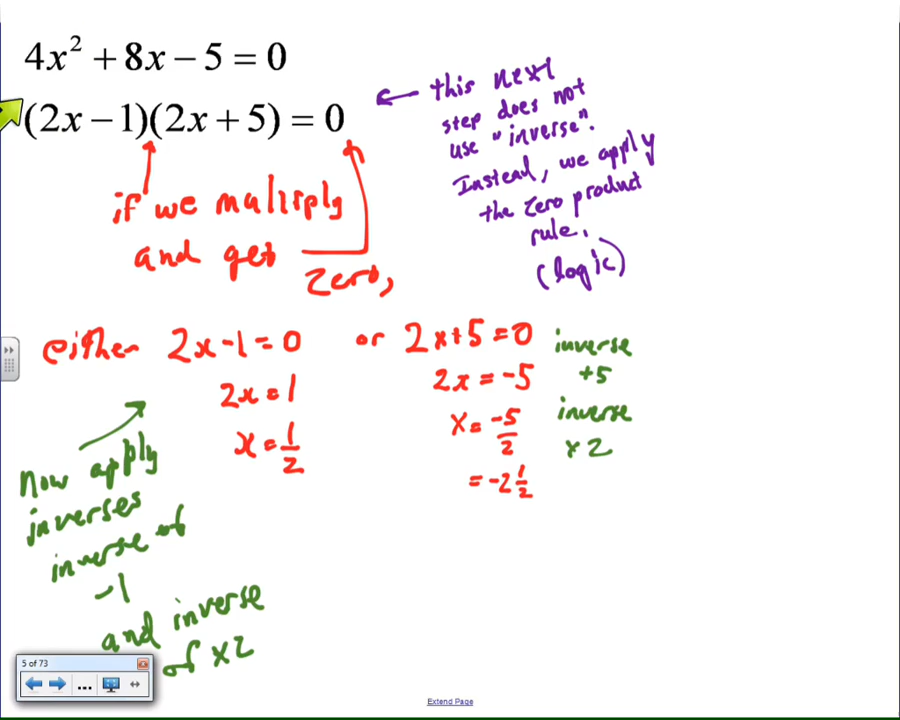 4x² + 8x − 5 = 0
(2x − 1)(2x + 5) = 0
← this next
step does not
use "inverse".
Instead, we apply
the zero product
rule.
(logic)
if we multiply
and get
zero,
either 2x-1=0 or 2x+5=0
2x=1
x=1/2
2x=-5
x=-5/2
=-2 1/2
inverse
+5
inverse
x2
now apply
inverses
inverse of
-1
and inverse
of x2
5 of 73
...
Extend Page